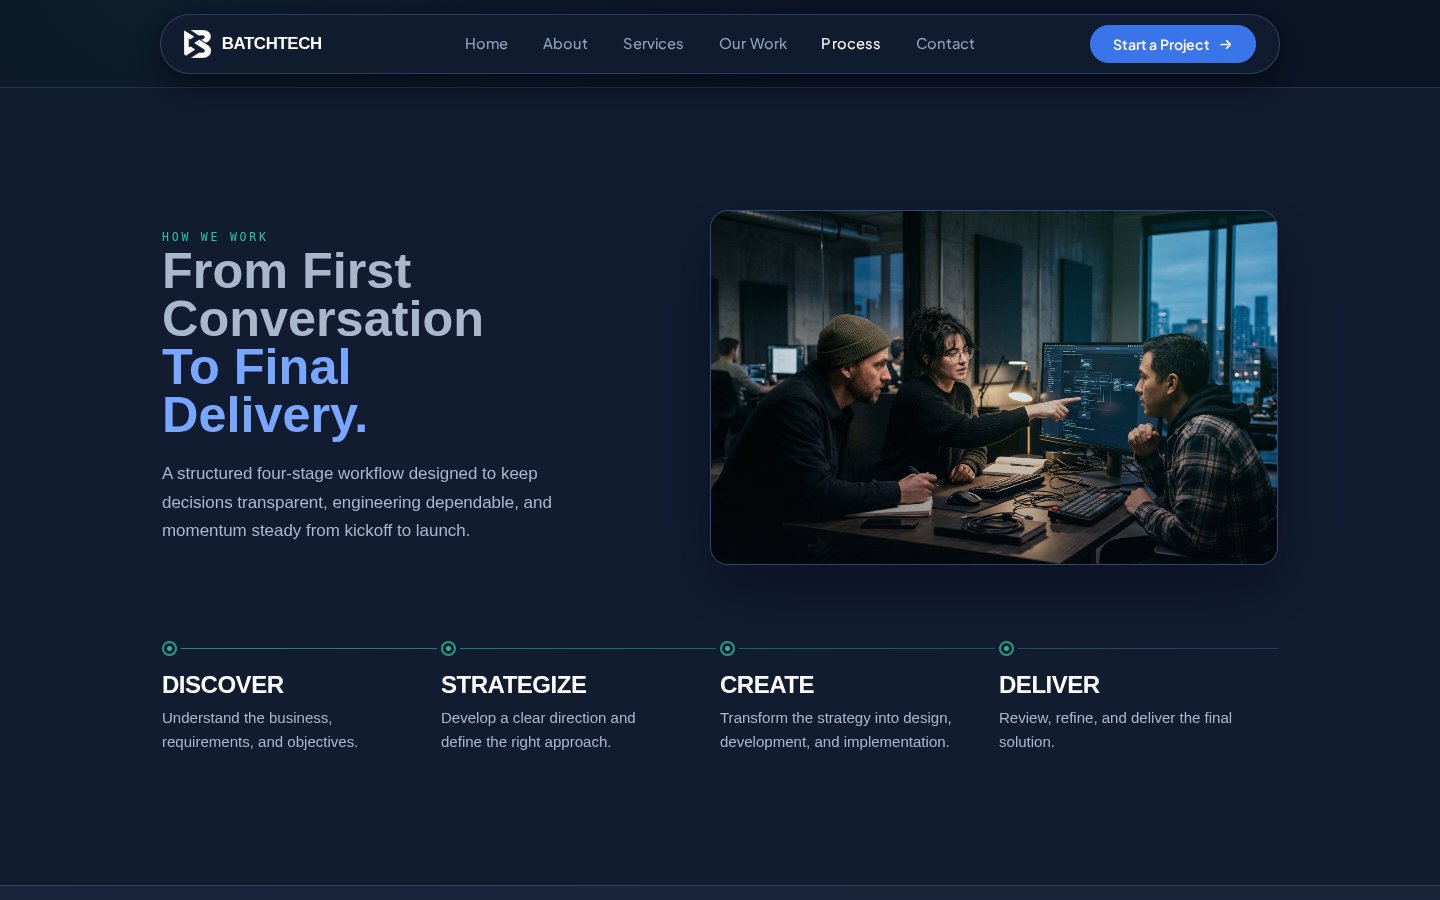 BATCHTECH
Home
About
Services
Our Work
Process
Contact
Start a Project
HOW WE WORK
From First
Conversation
To Final
Delivery.
A structured four-stage workflow designed to keep
decisions transparent, engineering dependable, and
momentum steady from kickoff to launch.
DISCOVER
Understand the business,
requirements, and objectives.
STRATEGIZE
Develop a clear direction and
define the right approach.
CREATE
Transform the strategy into design,
development, and implementation.
DELIVER
Review, refine, and deliver the final
solution.